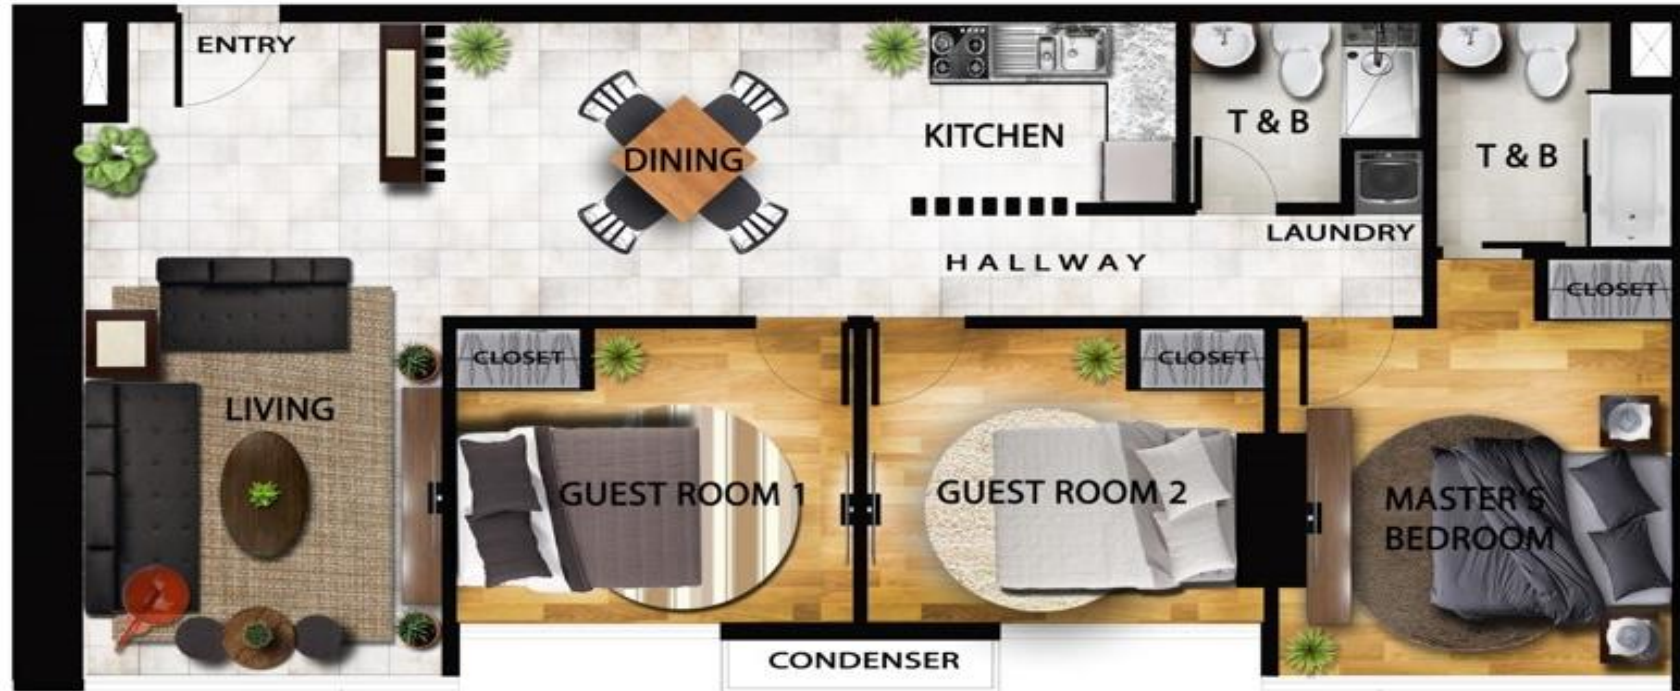 ENTRY
DINING
KITCHEN
T & B
T & B
LAUNDRY
HALLWAY
CLOSET
CLOSET
CLOSET
LIVING
GUEST ROOM 1
GUEST ROOM 2
MASTER'S
BEDROOM
CONDENSER